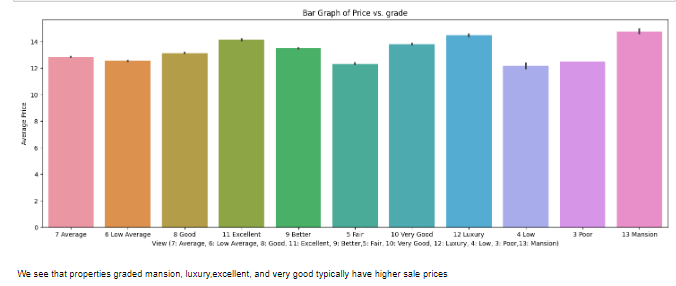 Bar Graph of Price vs. grade
14
12
10
8
6
4
2
0
Average Price
7 Average 6 Low Average 8 Good 11 Excellent 9 Better 5 Fair 10 Very Good 12 Luxury 4 Low 3 Poor 13 Mansion
View (7: Average, 6: Low Average, 8: Good, 11: Excellent, 9: Better,5: Fair, 10: Very Good, 12: Luxury, 4: Low, 3: Poor,13: Mansion)
We see that properties graded mansion, luxury,excellent, and very good typically have higher sale prices